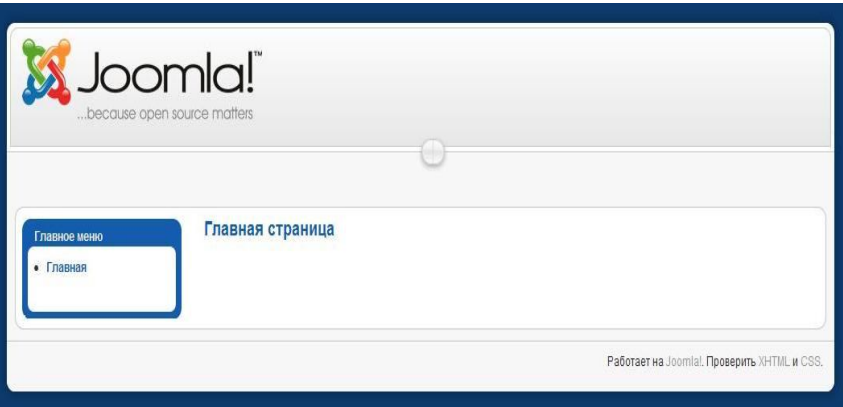 Joomla!™
...because open source matters
Главное меню
Главная
Главная страница
Работает на Joomla!. Проверить XHTML и CSS.